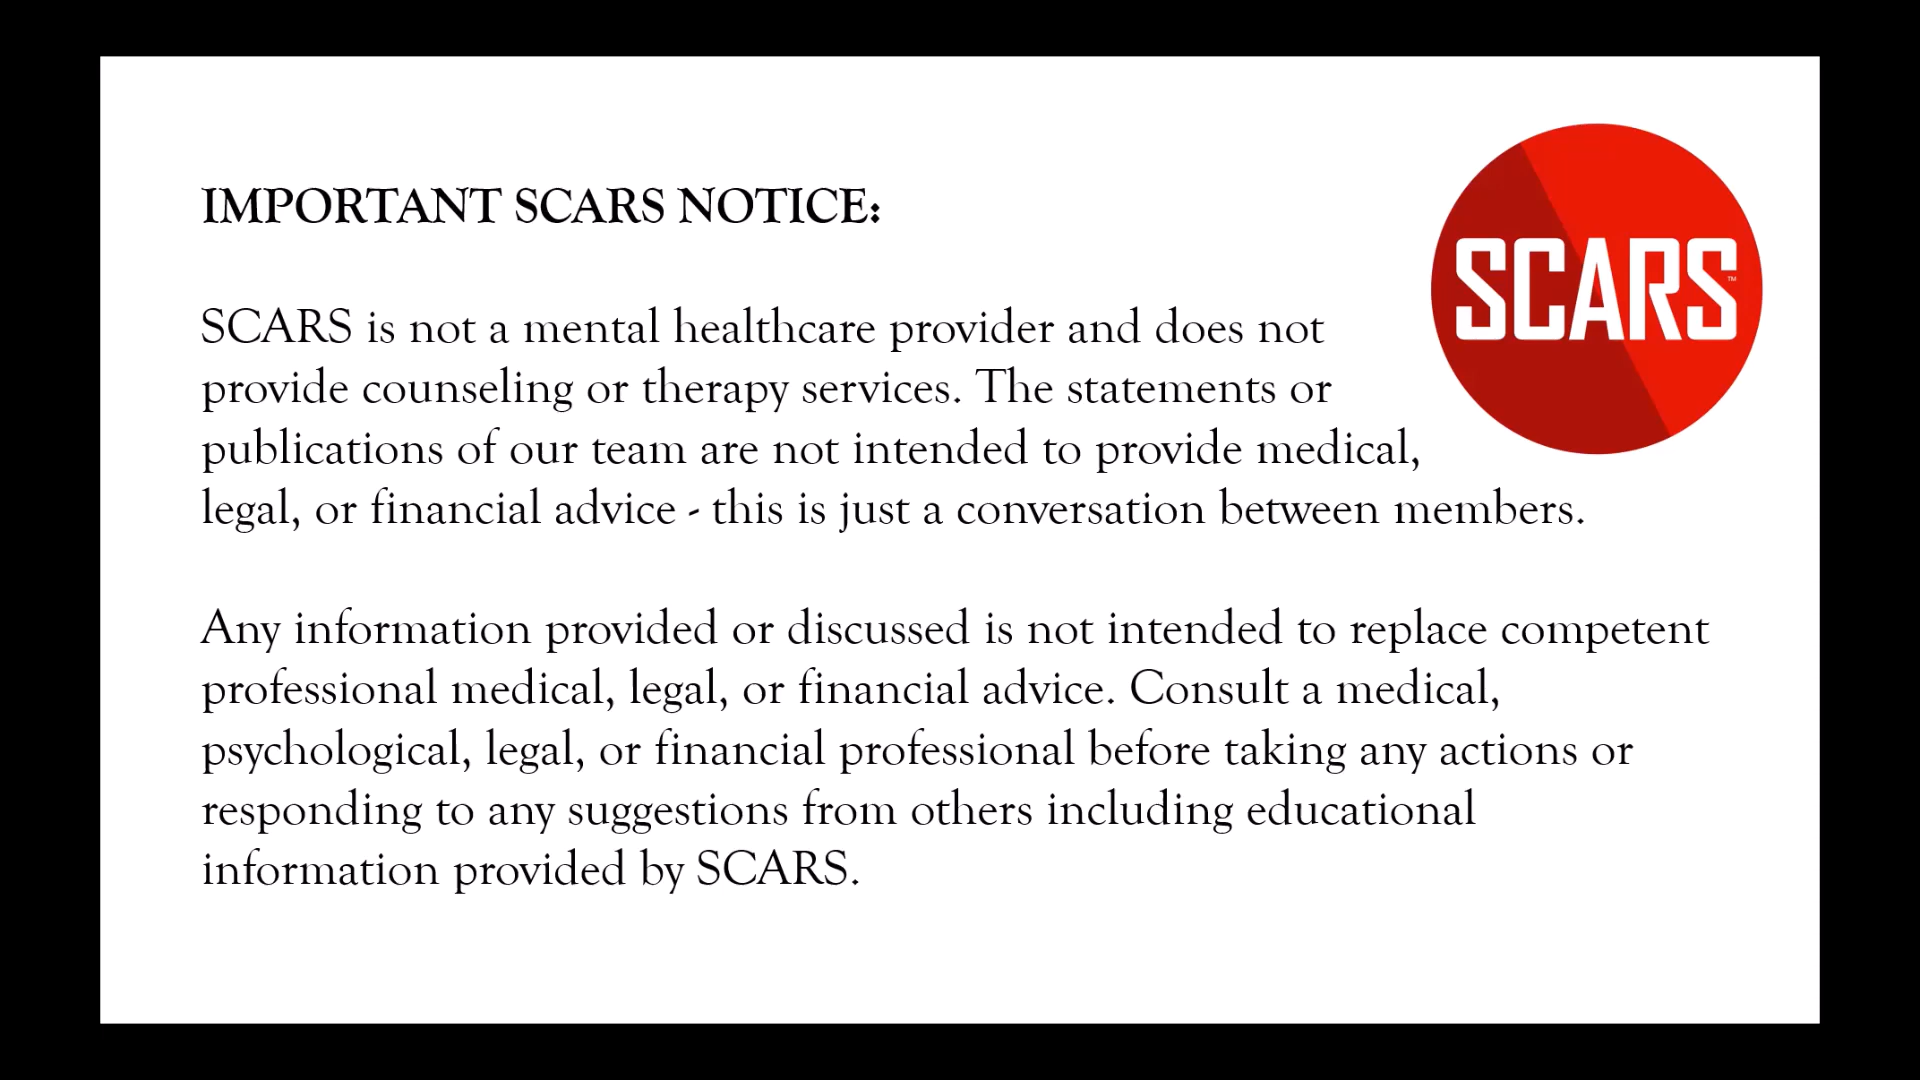 IMPORTANT SCARS NOTICE:
SCARS™
SCARS is not a mental healthcare provider and does not
provide counseling or therapy services. The statements or
publications of our team are not intended to provide medical,
legal, or financial advice - this is just a conversation between members.
Any information provided or discussed is not intended to replace competent
professional medical, legal, or financial advice. Consult a medical,
psychological, legal, or financial professional before taking any actions or
responding to any suggestions from others including educational
information provided by SCARS.